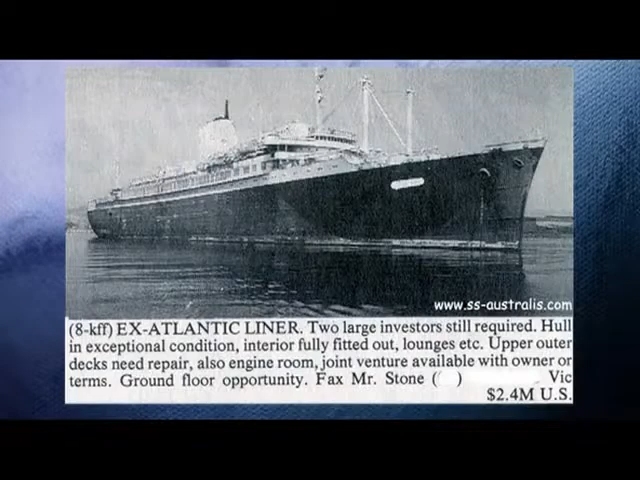 www.ss-australis.com
(8-kff) EX-ATLANTIC LINER. Two large investors still required. Hull
in exceptional condition, interior fully fitted out, lounges etc. Upper outer
decks need repair, also engine room, joint venture available with owner or
terms. Ground floor opportunity. Fax Mr. Stone ( ) Vic
$2.4M U.S.